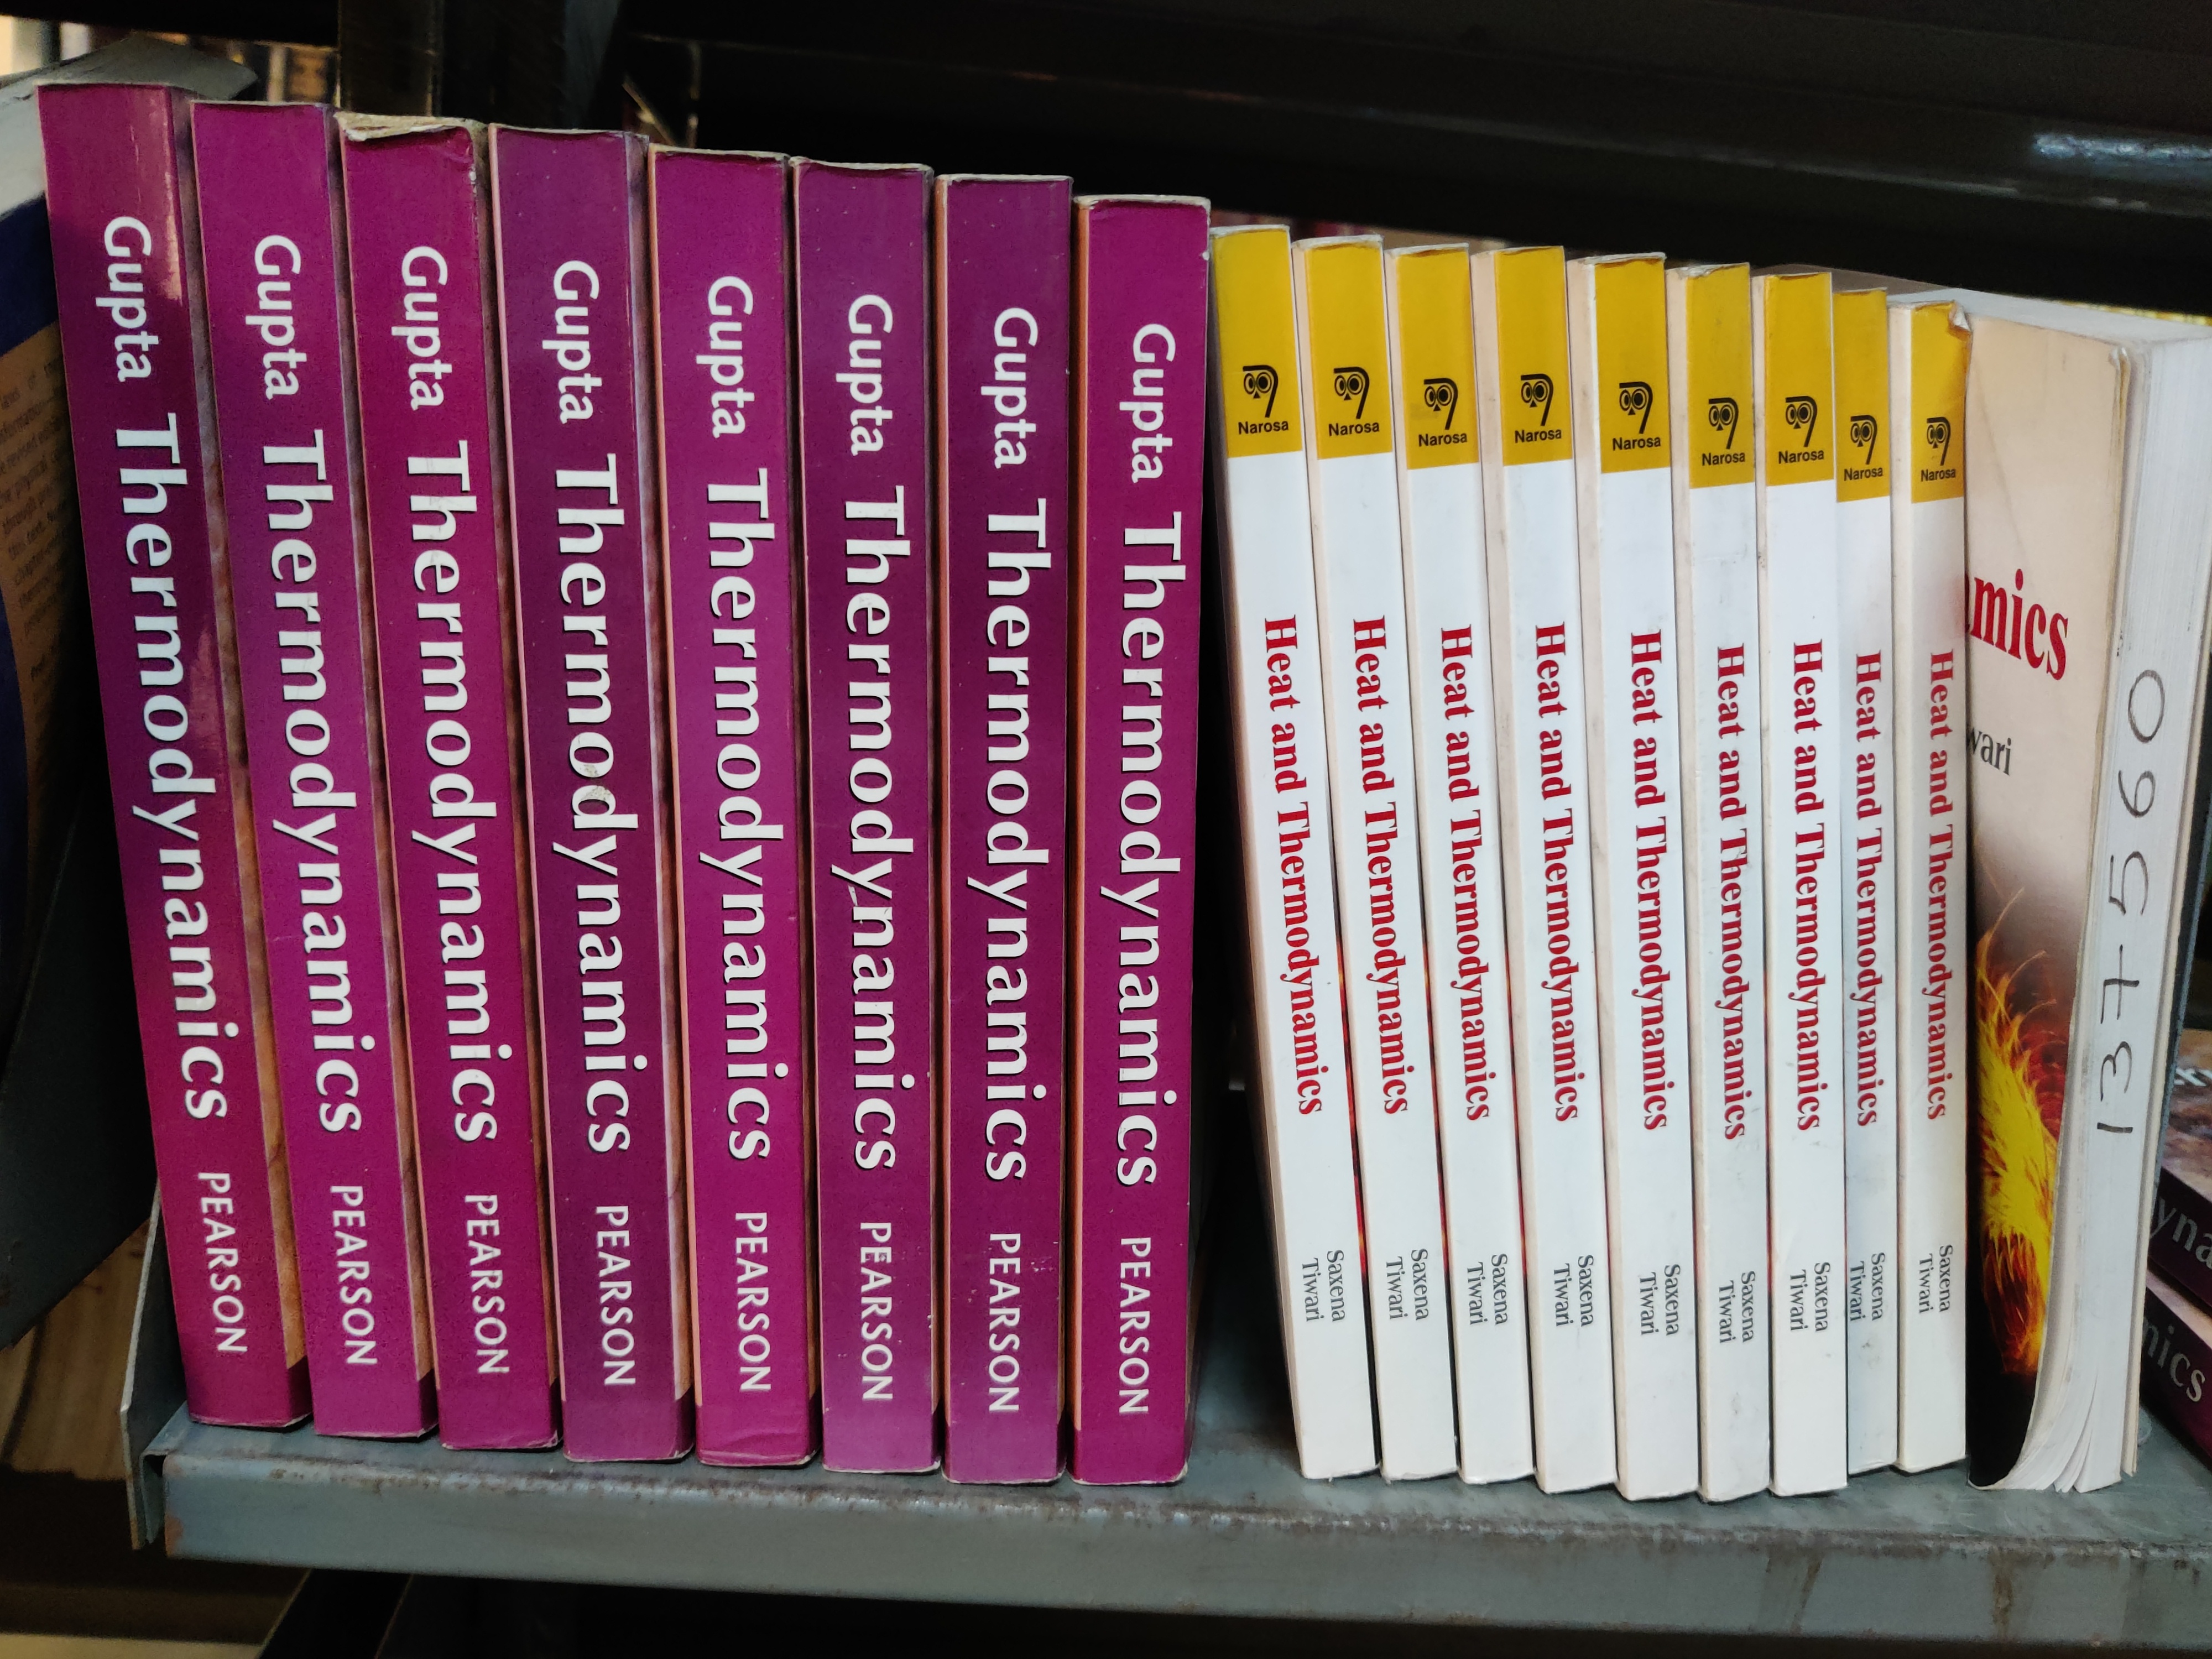 Gupta Thermodynamics PEARSON
Gupta Thermodynamics PEARSON
Gupta Thermodynamics PEARSON
Gupta Thermodynamics PEARSON
Gupta Thermodynamics PEARSON
Gupta Thermodynamics PEARSON
Gupta Thermodynamics PEARSON
Gupta Thermodynamics PEARSON
Narosa
Heat and Thermodynamics
Saxena
Tiwari
Narosa
Heat and Thermodynamics
Saxena
Tiwari
Narosa
Heat and Thermodynamics
Saxena
Tiwari
Narosa
Heat and Thermodynamics
Saxena
Tiwari
Narosa
Heat and Thermodynamics
Saxena
Tiwari
Narosa
Heat and Thermodynamics
Saxena
Tiwari
Narosa
Heat and Thermodynamics
Saxena
Tiwari
Narosa
Heat and Thermodynamics
Saxena
Tiwari
Narosa
Heat and Thermodynamics
Saxena
Tiwari
amics
wari
137560
yna
mics